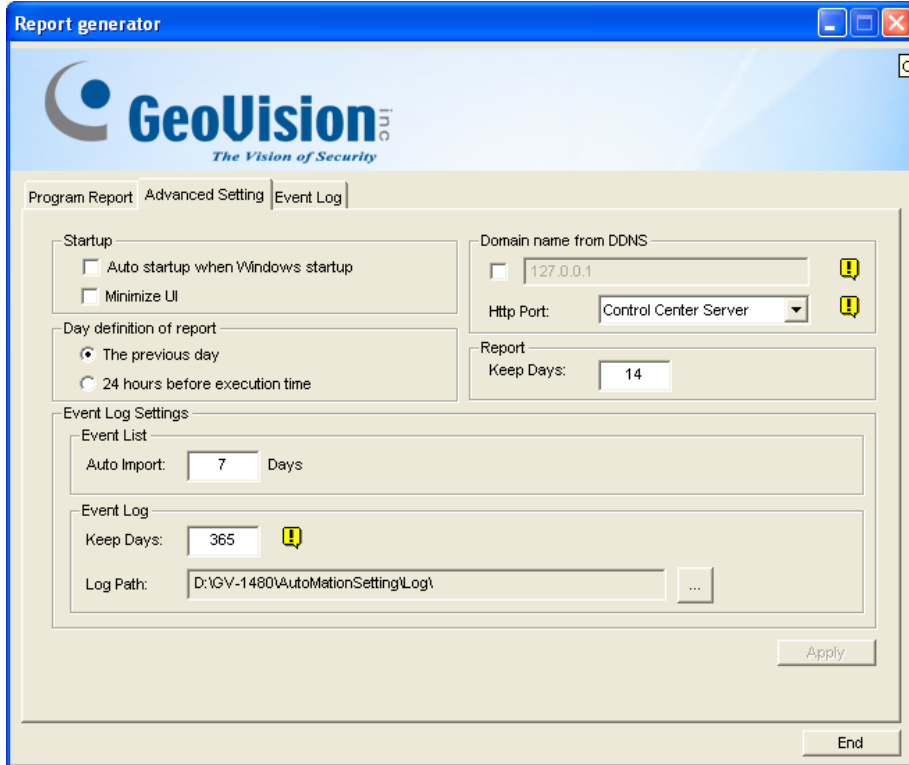 Report generator
GeoVision inc
The Vision of Security
Program Report Advanced Setting Event Log
Startup
Auto startup when Windows startup
Minimize UI
Day definition of report
The previous day
24 hours before execution time
Domain name from DDNS
127.0.0.1
Http Port: Control Center Server
Report
Keep Days: 14
Event Log Settings
Event List
Auto Import: 7 Days
Event Log
Keep Days: 365
Log Path: D:\GV-1480\AutoMationSetting\Log\ ...
Apply
End